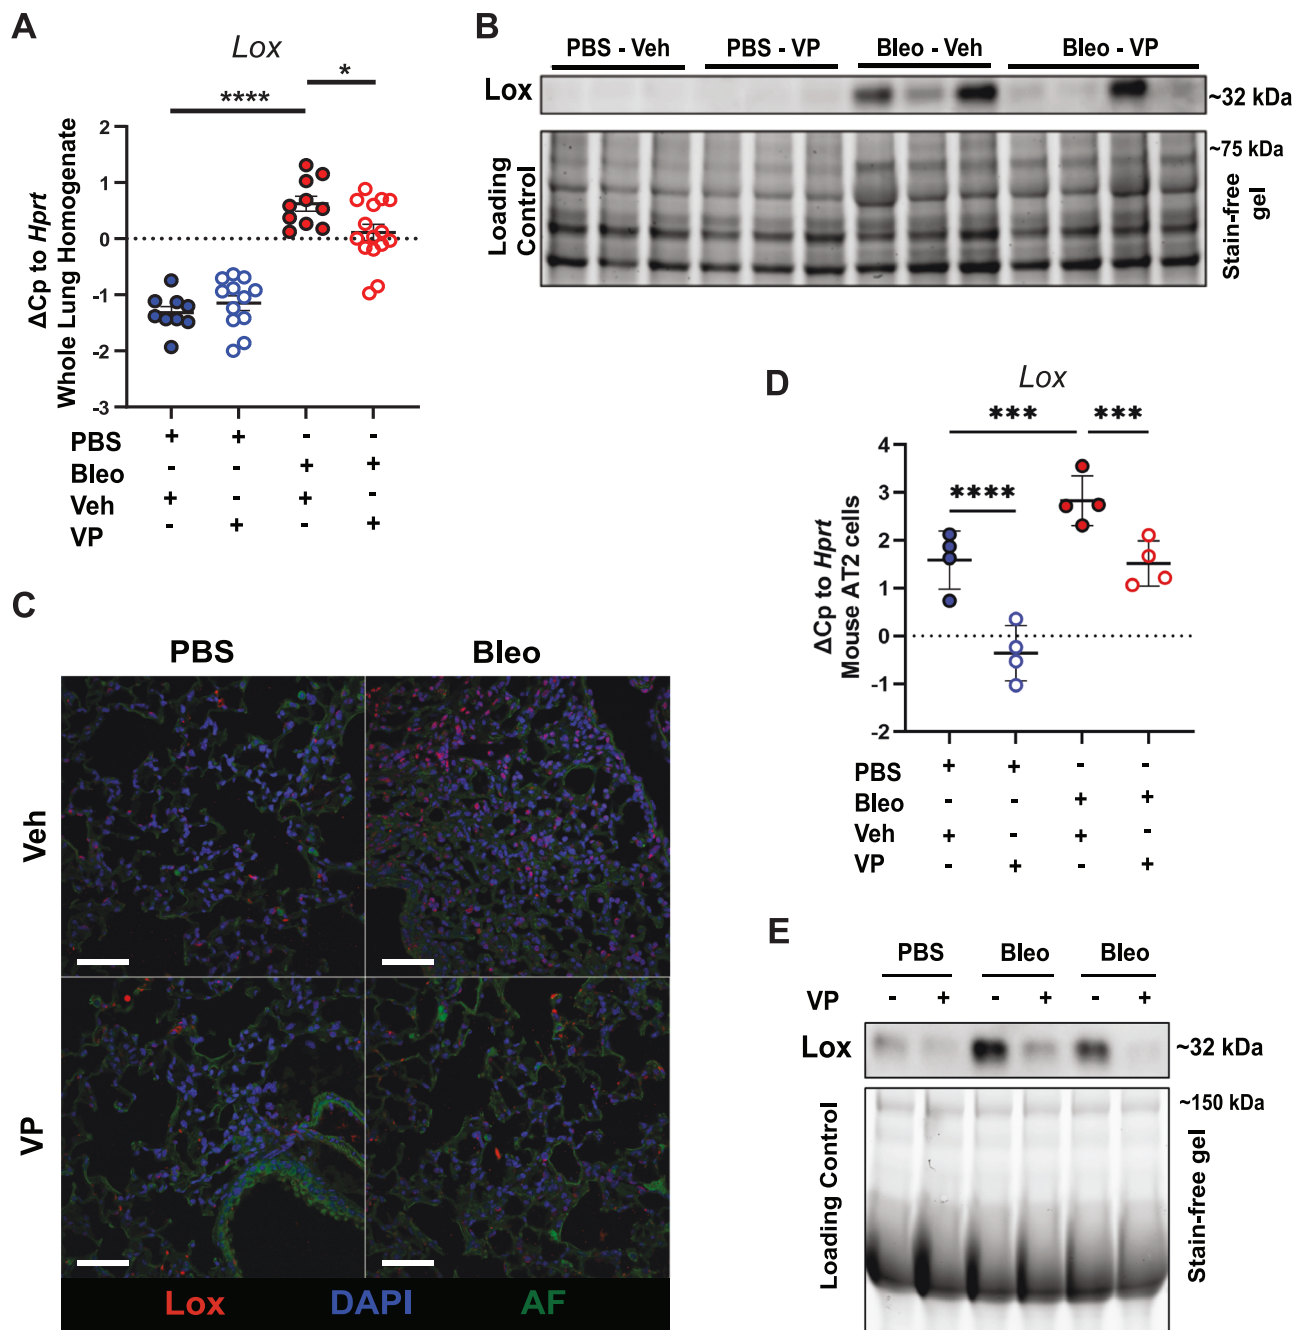 A
Lox
*
****
ΔCp to Hprt
Whole Lung Homogenate
2
1
0
-1
-2
-3
PBS + + - -
Bleo - - + +
Veh + - + -
VP - + - +
B
PBS - Veh PBS - VP Bleo - Veh Bleo - VP
Lox
~32 kDa
Loading
Control
~75 kDa
Stain-free
gel
C
PBS Bleo
Veh
VP
Lox DAPI AF
D
Lox
*** ***
****
ΔCp to Hprt
Mouse AT2 cells
4
3
2
1
0
-1
-2
PBS + + - -
Bleo - - + +
Veh + - + -
VP - + - +
E
PBS Bleo Bleo
VP - + - + - +
Lox
~32 kDa
Loading Control
~150 kDa
Stain-free gel